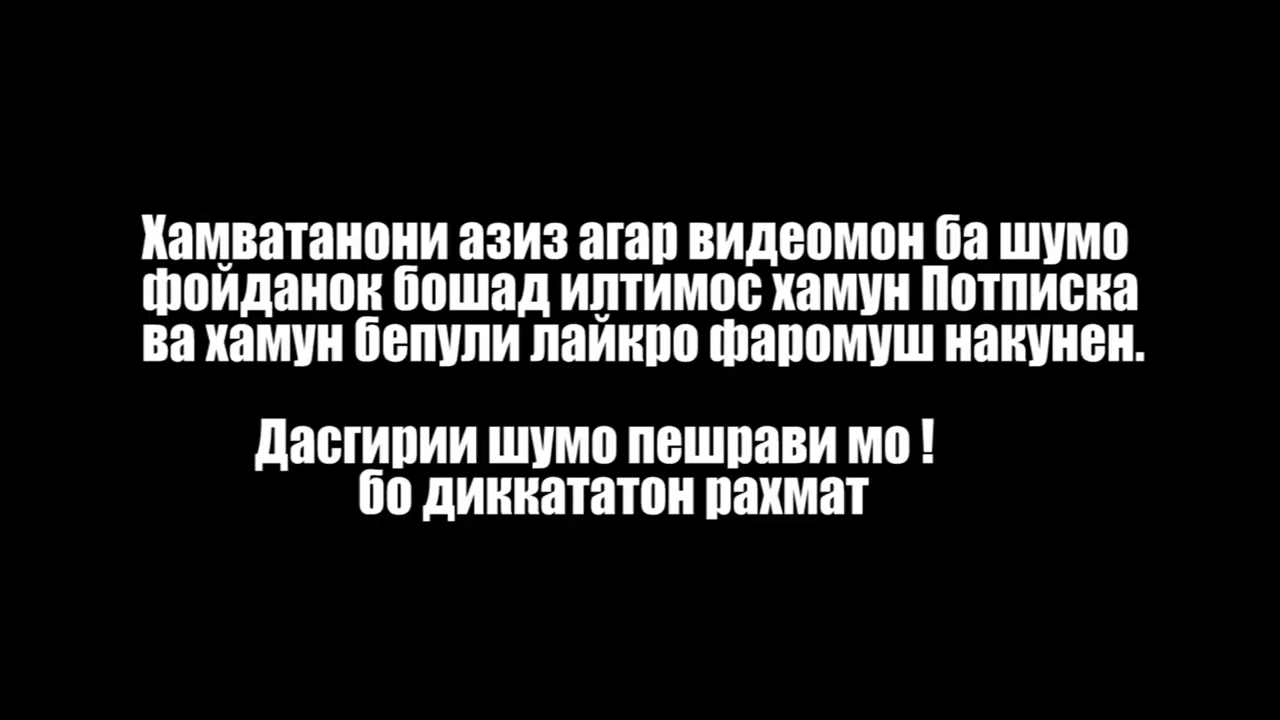 Хамватанони азиз агар видеомон ба шумо
фойданок бошад илтимос хамун Потписка
ва хамун бепули лайкро фаромуш накунен.
Дасгирии шумо пешрави мо !
бо диккататон рахмат